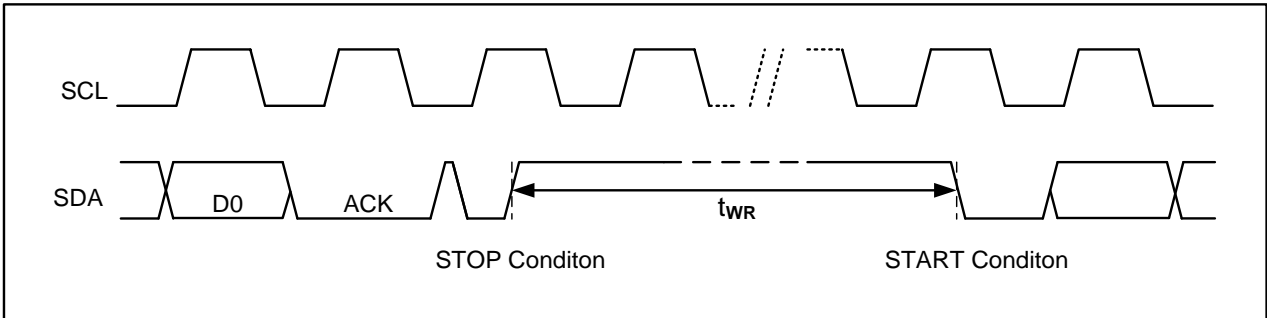 SCL
SDA
D0
ACK
tWR
STOP Conditon
START Conditon